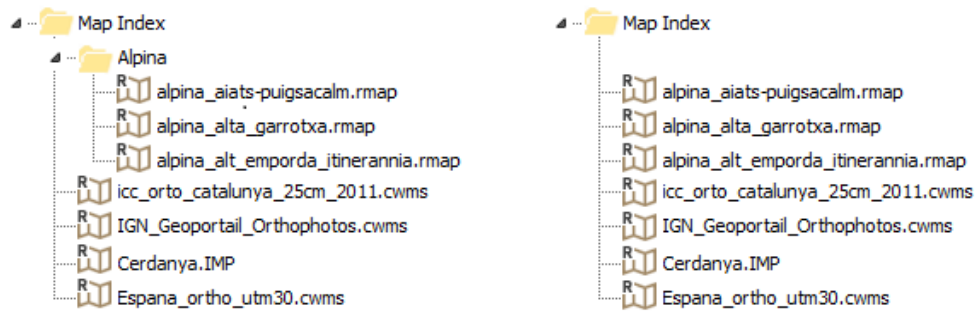 Map Index
Alpina
R alpina_aiats-puigsacalm.rmap
R alpina_alta_garrotxa.rmap
R alpina_alt_emporda_itinerannia.rmap
R icc_orto_catalunya_25cm_2011.cwms
R IGN_Geoportail_Orthophotos.cwms
R Cerdanya.IMP
R Espana_ortho_utm30.cwms
Map Index
R alpina_aiats-puigsacalm.rmap
R alpina_alta_garrotxa.rmap
R alpina_alt_emporda_itinerannia.rmap
R icc_orto_catalunya_25cm_2011.cwms
R IGN_Geoportail_Orthophotos.cwms
R Cerdanya.IMP
R Espana_ortho_utm30.cwms